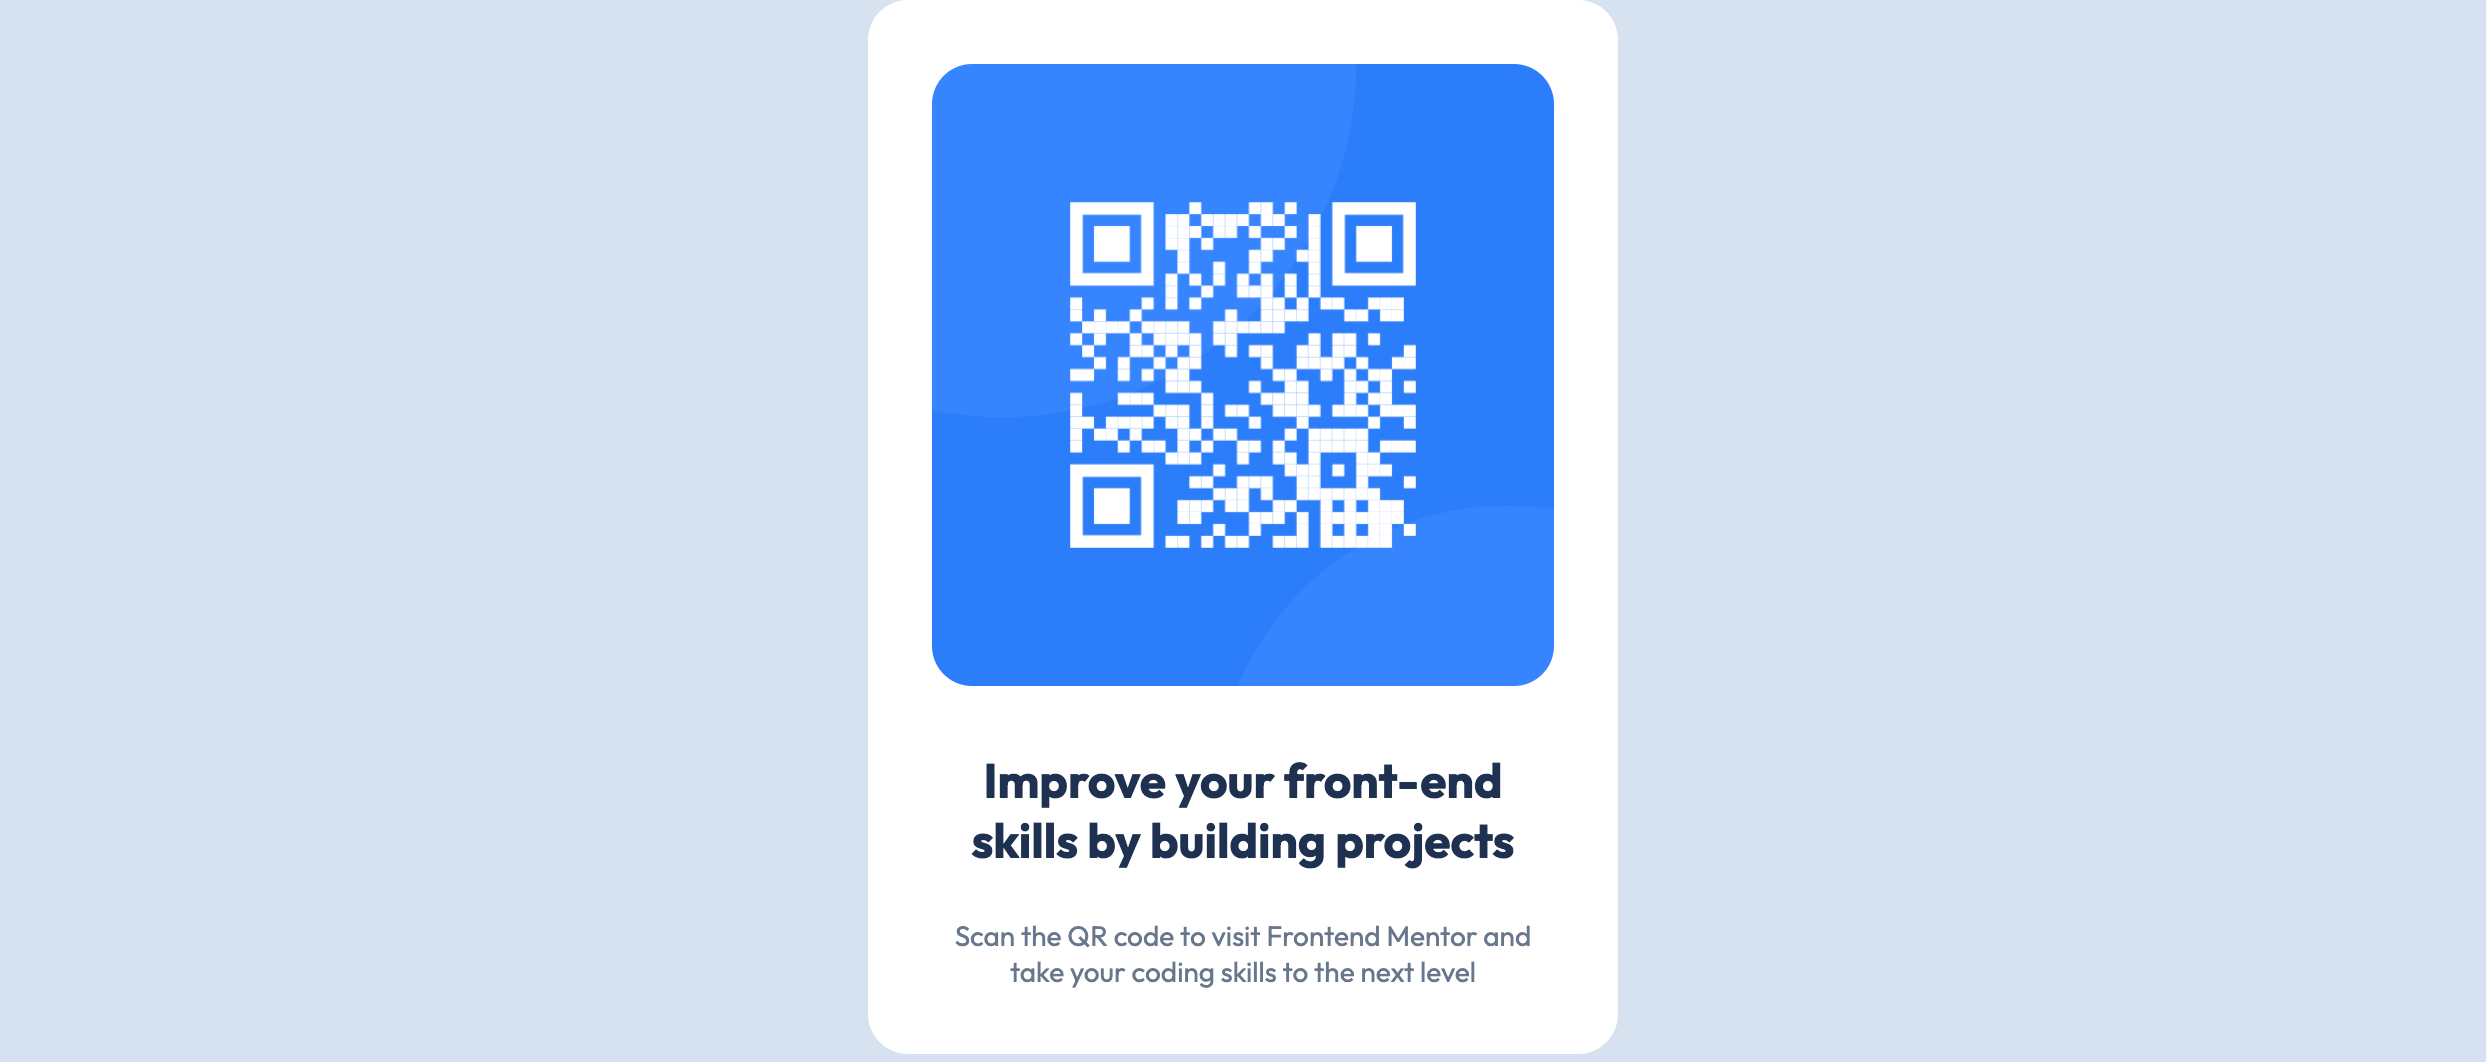 Improve your front-end
skills by building projects
Scan the QR code to visit Frontend Mentor and
take your coding skills to the next level